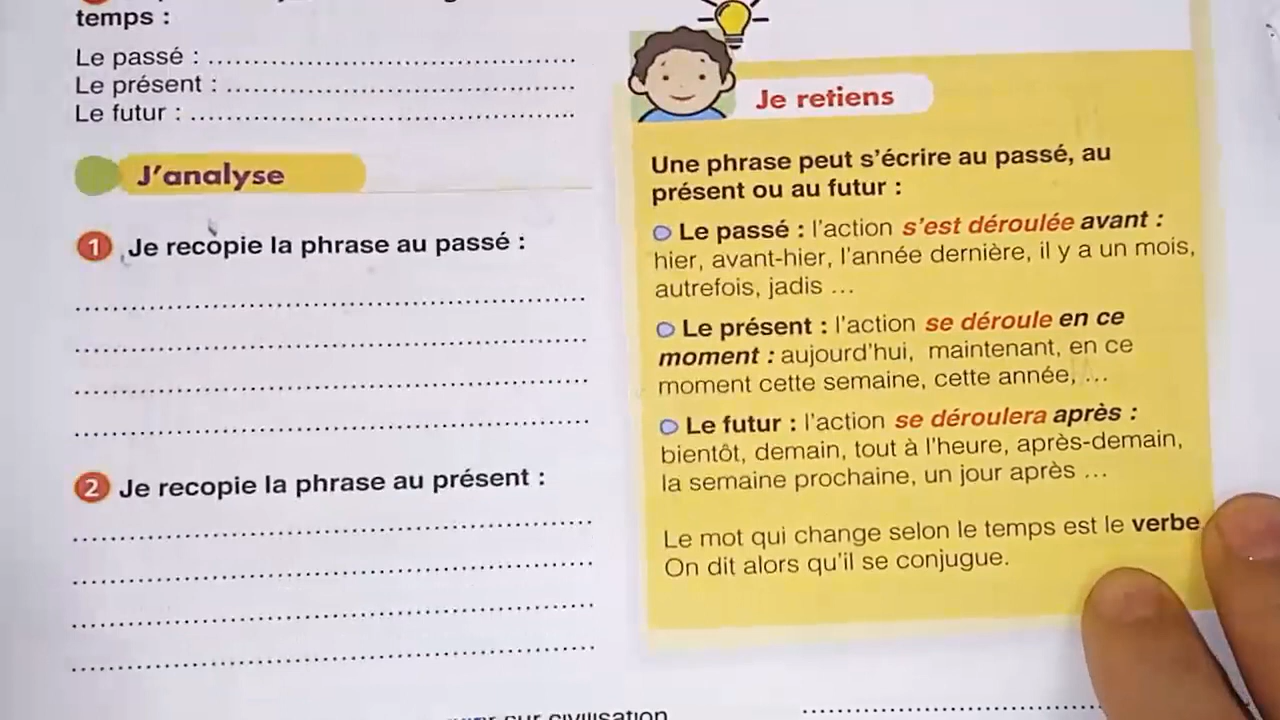 temps :
Le passé : ................................................
Le présent : .............................................
Le futur : ..................................................
J'analyse
1 Je recopie la phrase au passé :
2 Je recopie la phrase au présent :
Je retiens
Une phrase peut s'écrire au passé, au
présent ou au futur :
Le passé : l'action s'est déroulée avant :
hier, avant-hier, l'année dernière, il y a un mois,
autrefois, jadis ...
Le présent : l'action se déroule en ce
moment : aujourd'hui, maintenant, en ce
moment cette semaine, cette année, ...
Le futur : l'action se déroulera après :
bientôt, demain, tout à l'heure, après-demain,
la semaine prochaine, un jour après ...
Le mot qui change selon le temps est le verbe
On dit alors qu'il se conjugue.
sur civilisation